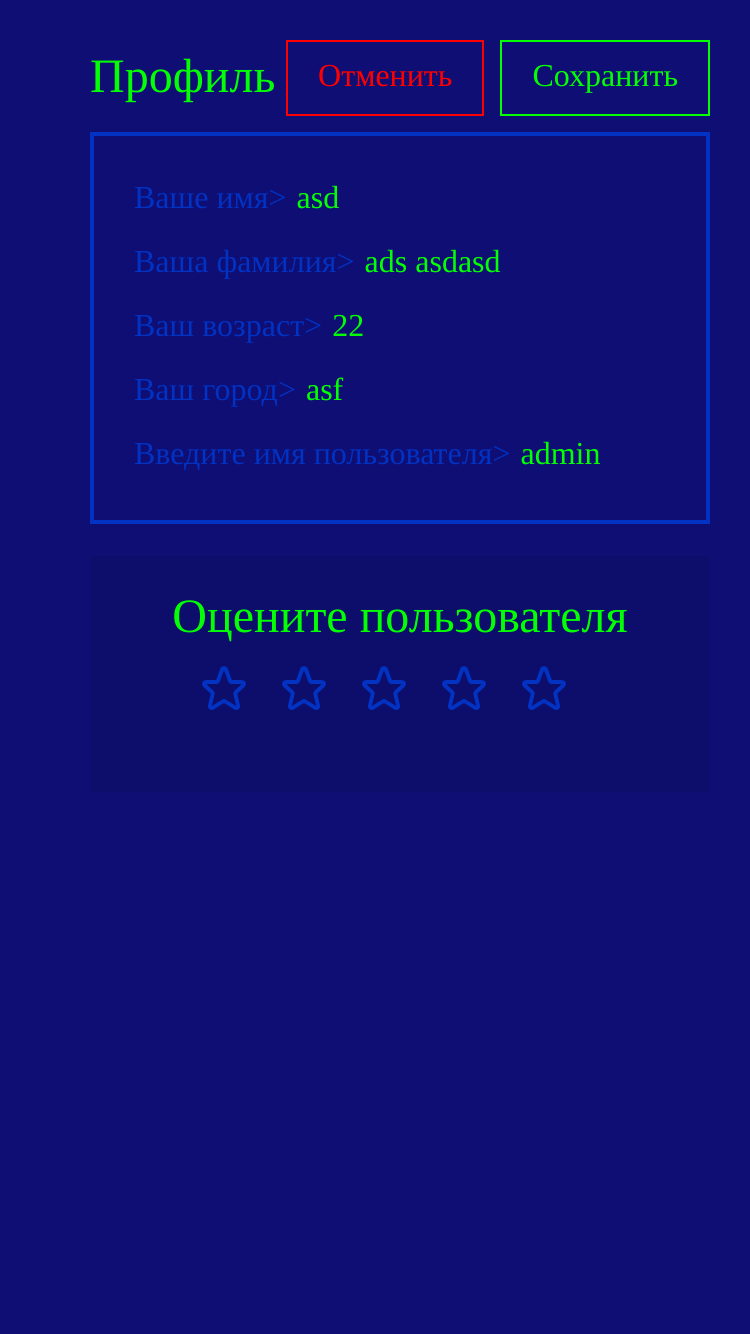 Профиль Отменить Сохранить
Ваше имя> asd
Ваша фамилия> ads asdasd
Ваш возраст> 22
Ваш город> asf
Введите имя пользователя> admin
Оцените пользователя